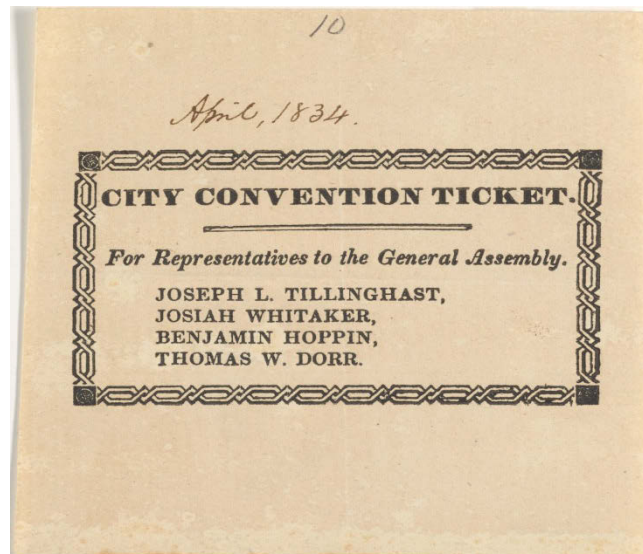 10
April, 1834.
CITY CONVENTION TICKET.
For Representatives to the General Assembly.
JOSEPH L. TILLINGHAST,
JOSIAH WHITAKER,
BENJAMIN HOPPIN,
THOMAS W. DORR.